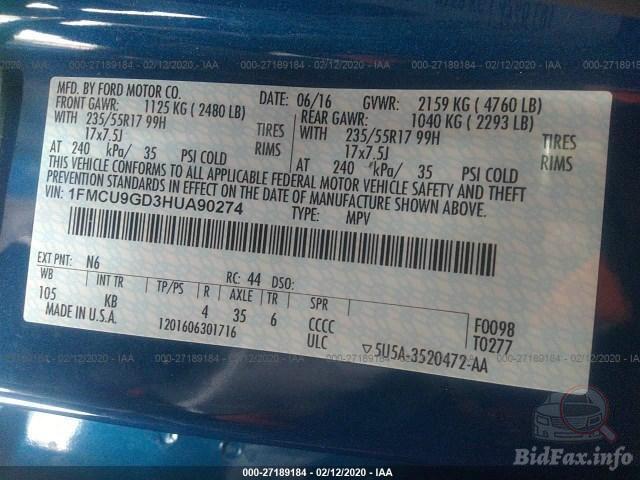 000-27189184 - 02/12/2020 - IAA
MFD. BY FORD MOTOR CO.
DATE: 06/16 GVWR: 2159 KG ( 4760 LB)
FRONT GAWR: 1125 KG ( 2480 LB) REAR GAWR: 1040 KG ( 2293 LB)
WITH 235/55R17 99H TIRES WITH 235/55R17 99H TIRES
17x7.5J RIMS 17x7.5J RIMS
AT 240 kPa/ 35 PSI COLD AT 240 kPa/ 35 PSI COLD
THIS VEHICLE CONFORMS TO ALL APPLICABLE FEDERAL MOTOR VEHICLE SAFETY AND THEFT
PREVENTION STANDARDS IN EFFECT ON THE DATE OF MANUFACTURE SHOWN ABOVE.
1FMCU9GD3HUA90274 TYPE: MPV
EXT PNT: N6 RC: 44 DSO:
WB INT TR TP/PS R AXLE TR SPR
105 KB 4 35 6 CCCC
MADE IN U.S.A. 1201606301716 ULC
F0098
T0277
▽5U5A-3520472-AA
BidFax.info
000-27189184 - 02/12/2020 - IAA